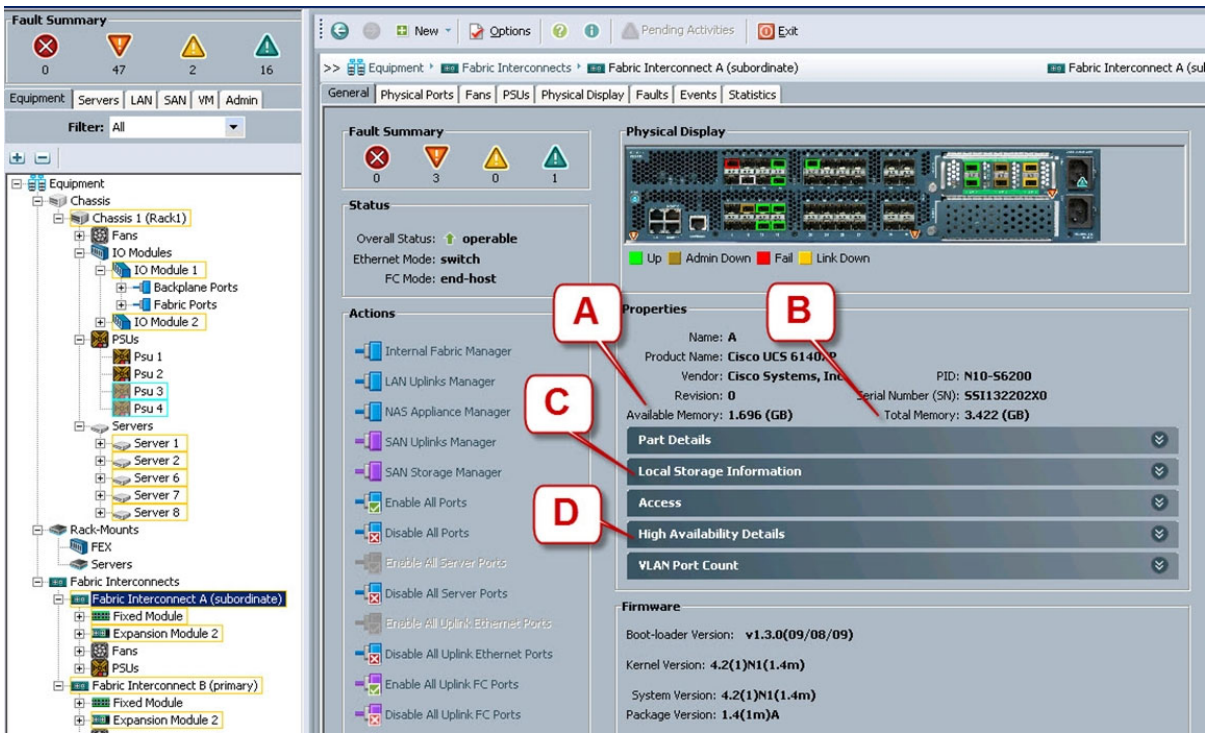 Fault Summary
0 47 2 16
Equipment Servers LAN SAN VM Admin
Filter: All
Equipment
Chassis
Chassis 1 (Rack1)
Fans
IO Modules
IO Module 1
Backplane Ports
Fabric Ports
IO Module 2
PSUs
Psu 1
Psu 2
Psu 3
Psu 4
Servers
Server 1
Server 2
Server 6
Server 7
Server 8
Rack-Mounts
FEX
Servers
Fabric Interconnects
Fabric Interconnect A (subordinate)
Fixed Module
Expansion Module 2
Fans
PSUs
Fabric Interconnect B (primary)
Fixed Module
Expansion Module 2
New Options Pending Activities Exit
>> Equipment Fabric Interconnects Fabric Interconnect A (subordinate) Fabric Interconnect A (sul
General Physical Ports Fans PSUs Physical Display Faults Events Statistics
Fault Summary
0 3 0 1
Status
Overall Status: operable
Ethernet Mode: switch
FC Mode: end-host
Actions
Internal Fabric Manager
LAN Uplinks Manager
NAS Appliance Manager
SAN Uplinks Manager
SAN Storage Manager
Enable All Ports
Disable All Ports
Enable All Server Ports
Disable All Server Ports
Enable All Uplink Ethernet Ports
Disable All Uplink Ethernet Ports
Enable All Uplink FC Ports
Disable All Uplink FC Ports
Physical Display
Up Admin Down Fail Link Down
A
B
C
D
Properties
Name: A
Product Name: Cisco UCS
Vendor: Cisco Systems, Inc PID: N10-S6200
Revision: 0 Serial Number (SN): SSI132202X0
Available Memory: 1.696 (GB) Total Memory: 3.422 (GB)
Part Details
Local Storage Information
Access
High Availability Details
VLAN Port Count
Firmware
Boot-loader Version: v1.3.0(09/08/09)
Kernel Version: 4.2(1)N1(1.4m)
System Version: 4.2(1)N1(1.4m)
Package Version: 1.4(1m)A